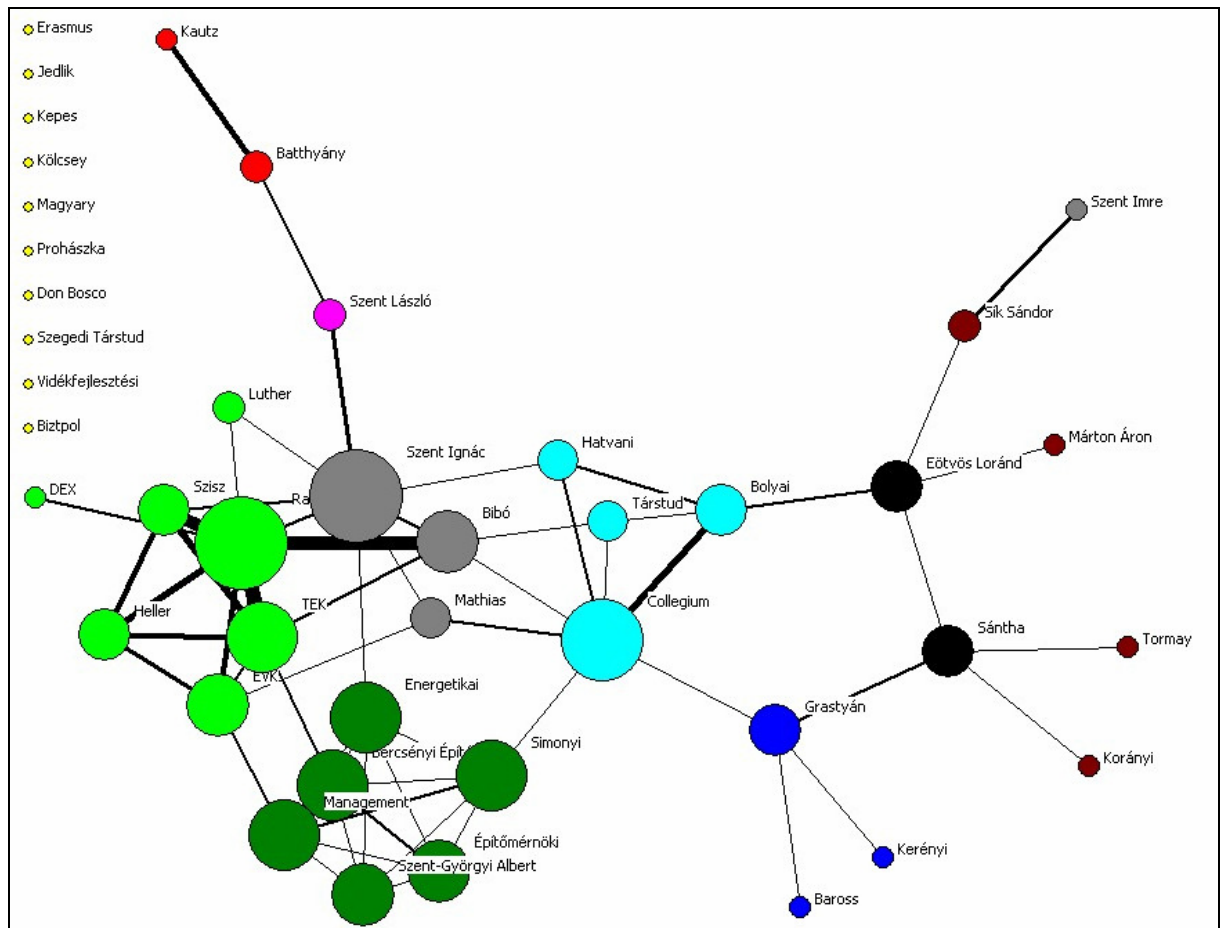 Erasmus
Jedlik
Kepes
Kölcsey
Magyary
Prohászka
Don Bosco
Szegedi Társtud
Vidékfejlesztési
Biztpol
Kautz
Batthyány
Szent László
Luther
Szent Ignác
DEX
Szisz
Ra
Bibó
Hatvani
Társtud
Bolyai
Szent Imre
Sík Sándor
Márton Áron
Eötvös Loránd
Heller
TEK
Mathias
Collegium
Sántha
Tormay
EVK
Energetikai
Grastyán
Korányi
Simonyi
Bercsényi Épít
Management
Építőmérnöki
Szent-Györgyi Albert
Kerényi
Baross